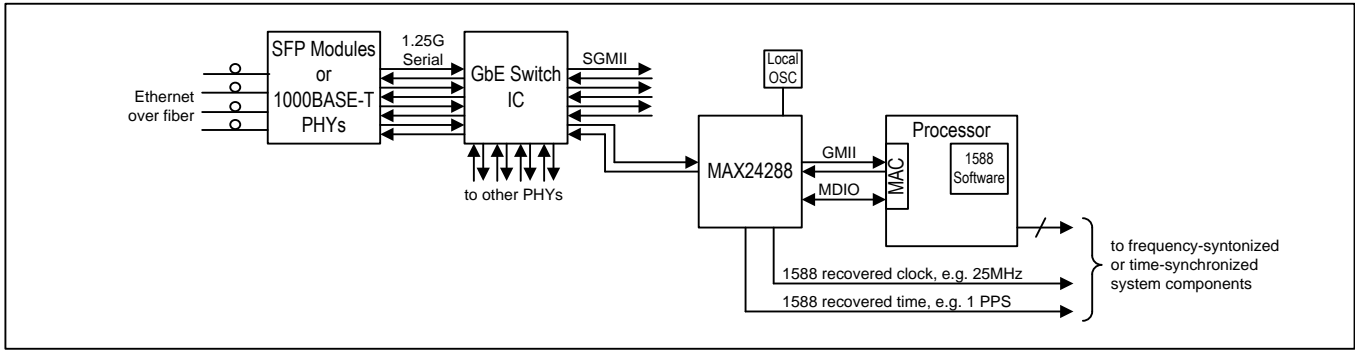 SFP Modules
or
1000BASE-T
PHYs
Ethernet
over fiber
1.25G
Serial
GbE Switch
IC
SGMII
to other PHYs
Local
OSC
MAX24288
GMII
MDIO
Processor
MAC
1588
Software
1588 recovered clock, e.g. 25MHz
1588 recovered time, e.g. 1 PPS
to frequency-syntonized
or time-synchronized
system components